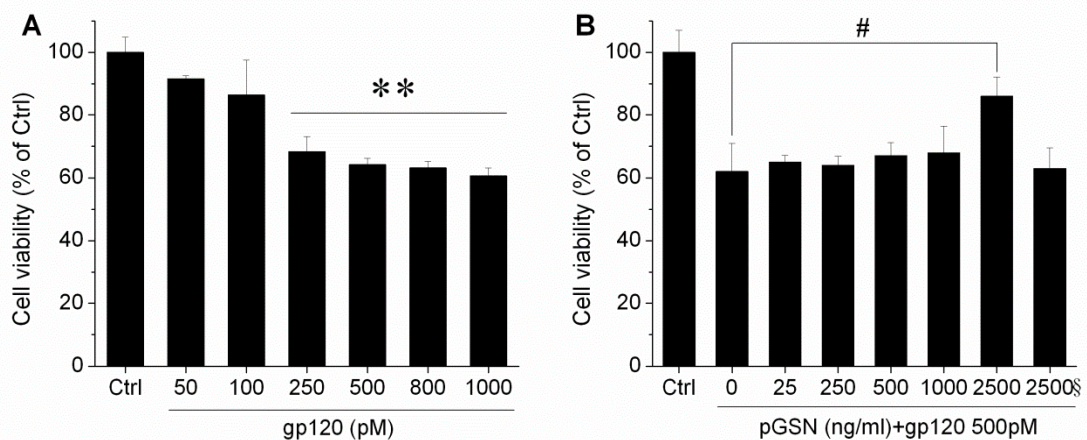 A
Cell viability (% of Ctrl)
100
80
60
40
20
0
**
Ctrl 50 100 250 500 800 1000
gp120 (pM)
B
Cell viability (% of Ctrl)
100
80
60
40
20
0
#
Ctrl 0 25 250 500 1000 2500 2500§
pGSN (ng/ml)+gp120 500pM